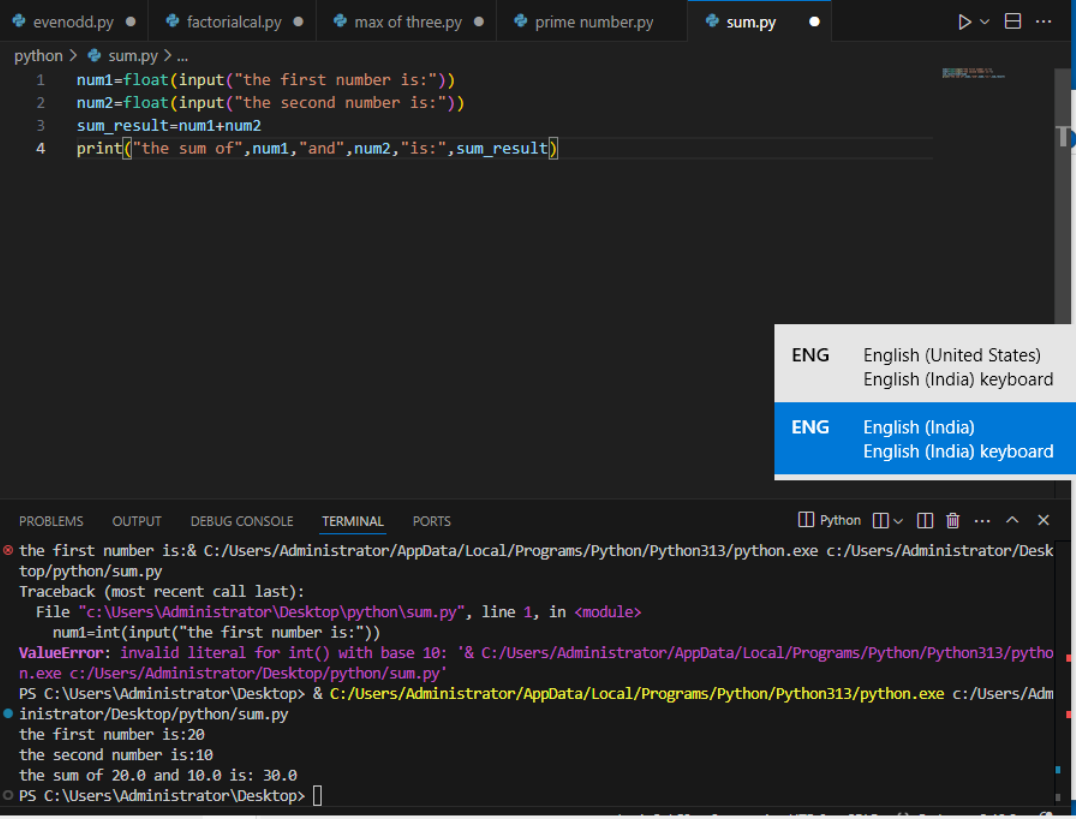 evenodd.py
factorialcal.py
max of three.py
prime number.py
sum.py
python > sum.py > ...
1 num1=float(input("the first number is:"))
2 num2=float(input("the second number is:"))
3 sum_result=num1+num2
4 print("the sum of",num1,"and",num2,"is:",sum_result)
T
ENG English (United States)
English (India) keyboard
ENG English (India)
English (India) keyboard
PROBLEMS OUTPUT DEBUG CONSOLE TERMINAL PORTS Python
the first number is:& C:/Users/Administrator/AppData/Local/Programs/Python/Python313/python.exe c:/Users/Administrator/Desk
top/python/sum.py
Traceback (most recent call last):
File "c:\Users\Administrator\Desktop\python\sum.py", line 1, in <module>
num1=int(input("the first number is:"))
ValueError: invalid literal for int() with base 10: '& C:/Users/Administrator/AppData/Local/Programs/Python/Python313/pytho
n.exe c:/Users/Administrator/Desktop/python/sum.py'
PS C:\Users\Administrator\Desktop> & C:/Users/Administrator/AppData/Local/Programs/Python/Python313/python.exe c:/Users/Adm
inistrator/Desktop/python/sum.py
the first number is:20
the second number is:10
the sum of 20.0 and 10.0 is: 30.0
PS C:\Users\Administrator\Desktop>